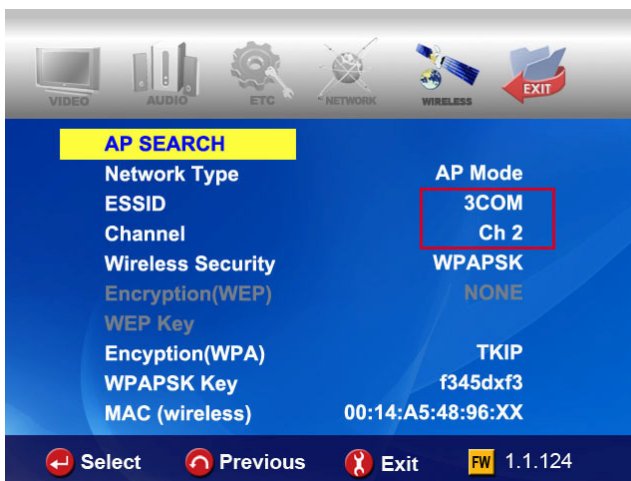 VIDEO AUDIO ETC NETWORK WIRELESS EXIT
AP SEARCH
Network Type AP Mode
ESSID 3COM
Channel Ch 2
Wireless Security WPAPSK
Encryption(WEP) NONE
WEP Key
Encyption(WPA) TKIP
WPAPSK Key f345dxf3
MAC (wireless) 00:14:A5:48:96:XX
Select Previous Exit FW 1.1.124